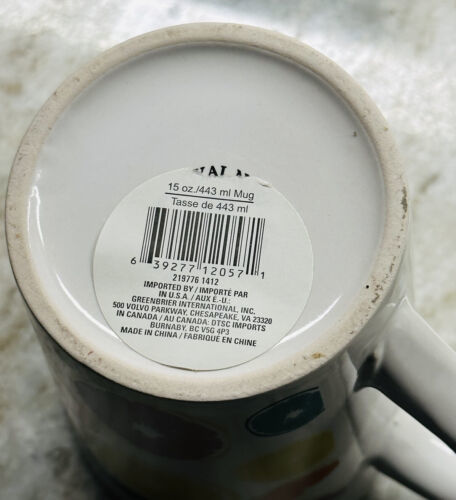 15 oz./443 ml Mug
Tasse de 443 ml
6 39277 12057 1
219776 1412
IMPORTED BY / IMPORTÉ PAR
IN U.S.A. / AUX É.-U.:
GREENBRIER INTERNATIONAL, INC.
500 VOLVO PARKWAY, CHESAPEAKE, VA 23320
IN CANADA / AU CANADA: DTSC IMPORTS
BURNABY, BC V5G 4P3
MADE IN CHINA / FABRIQUÉ EN CHINE